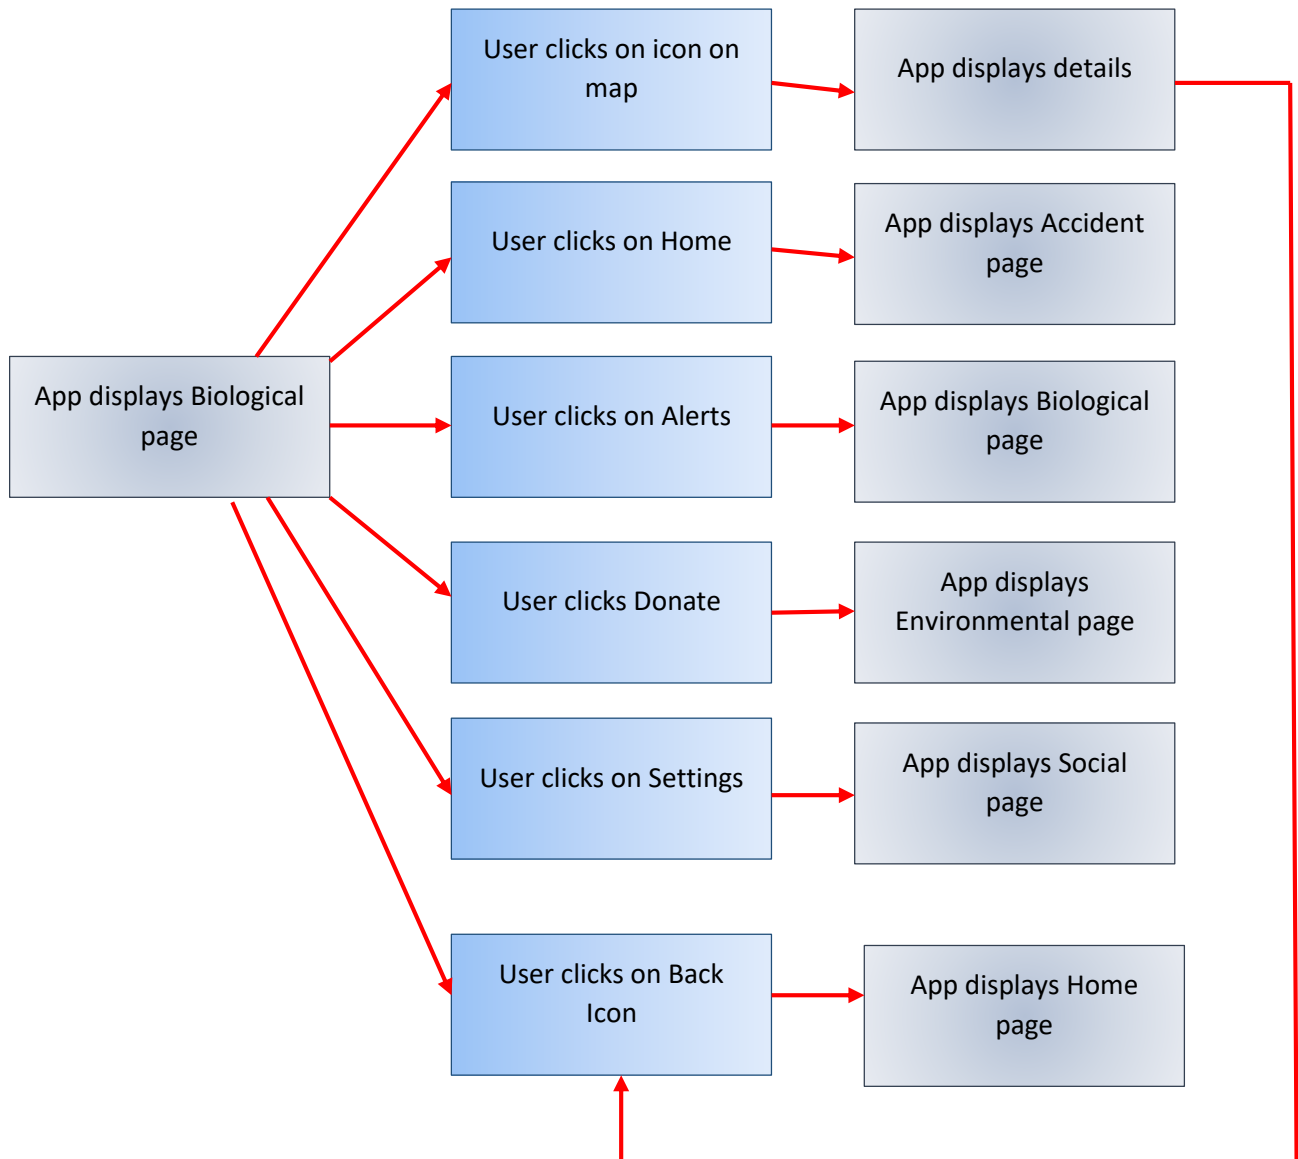 User clicks on icon on
map
App displays details
User clicks on Home
App displays Accident
page
App displays Biological
page
User clicks on Alerts
App displays Biological
page
User clicks Donate
App displays
Environmental page
User clicks on Settings
App displays Social
page
User clicks on Back
Icon
App displays Home
page